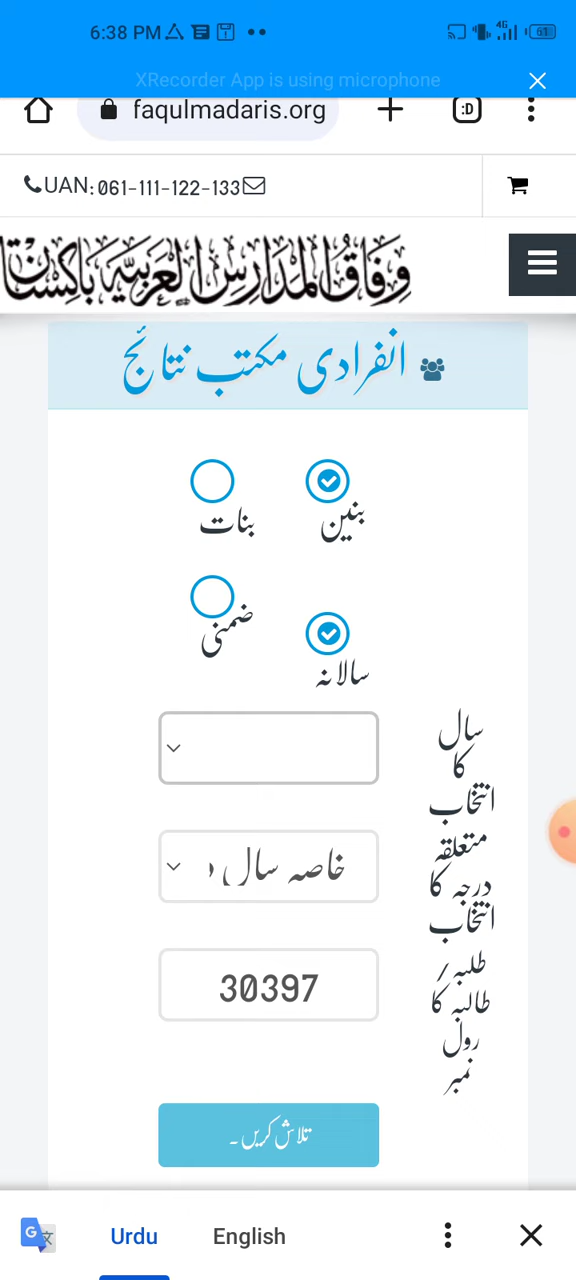 6:38 PM
4G 61
XRecorder App is using microphone
faqulmadaris.org
:D
UAN: 061-111-122-133
وفاق المدارس العربیہ پاکستان
انفرادی مکتب نتائج
بنین
بنات
ضمنی
سالانہ
سال
کا
انتخاب
متعلقہ
درجہ کا
انتخاب
خاصہ سال د
طلبہ/
طالبہ کا
رول
نمبر
30397
تلاش کریں۔
Urdu
English